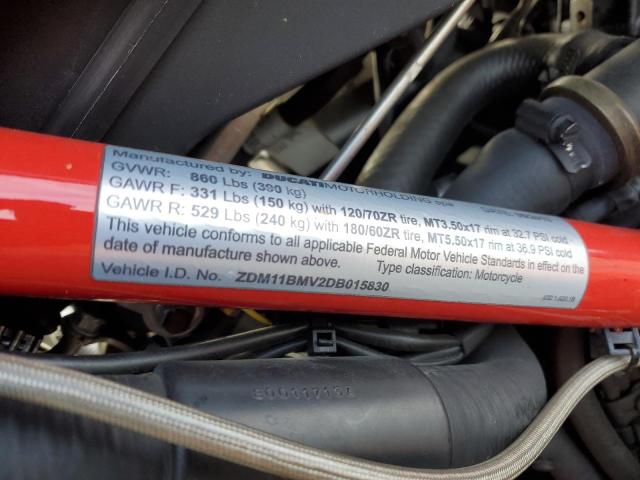 Manufactured by: DUCATIMOTORHOLDING spa
GVWR: 860 Lbs (390 kg)
GAWR F: 331 Lbs (150 kg) with 120/70ZR tire, MT3.50x17 rim at 32.7 PSI cold -
GAWR R: 529 Lbs (240 kg) with 180/60ZR tire, MT5.50x17 rim at 36.9 PSI cold
This vehicle conforms to all applicable Federal Motor Vehicle Standards in effect on the
date of manufacture shown above. Type classification: Motorcycle
Vehicle I.D. No. ZDM11BMV2DB015830